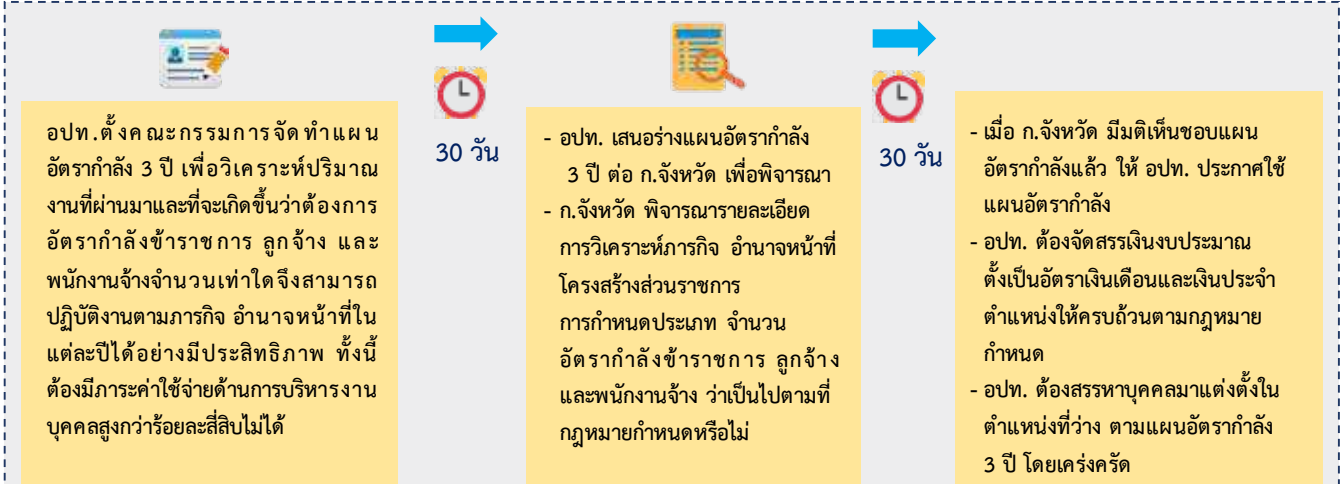 อปท.ตั้งคณะกรรมการจัดทำแผน
อัตรากำลัง 3 ปี เพื่อวิเคราะห์ปริมาณ
งานที่ผ่านมาและที่จะเกิดขึ้นว่าต้องการ
อัตรากำลังข้าราชการ ลูกจ้าง และ
พนักงานจ้างจำนวนเท่าใดจึงสามารถ
ปฏิบัติงานตามภารกิจ อำนาจหน้าที่ใน
แต่ละปีได้อย่างมีประสิทธิภาพ ทั้งนี้
ต้องมีภาระค่าใช้จ่ายด้านการบริหารงาน
บุคคลสูงกว่าร้อยละสี่สิบไม่ได้
30 วัน
- อปท. เสนอร่างแผนอัตรากำลัง
3 ปี ต่อ ก.จังหวัด เพื่อพิจารณา
- ก.จังหวัด พิจารณารายละเอียด
การวิเคราะห์ภารกิจ อำนาจหน้าที่
โครงสร้างส่วนราชการ
การกำหนดประเภท จำนวน
อัตรากำลังข้าราชการ ลูกจ้าง
และพนักงานจ้าง ว่าเป็นไปตามที่
กฎหมายกำหนดหรือไม่
30 วัน
- เมื่อ ก.จังหวัด มีมติเห็นชอบแผน
อัตรากำลังแล้ว ให้ อปท. ประกาศใช้
แผนอัตรากำลัง
- อปท. ต้องจัดสรรเงินงบประมาณ
ตั้งเป็นอัตราเงินเดือนและเงินประจำ
ตำแหน่งให้ครบถ้วนตามกฎหมาย
กำหนด
- อปท. ต้องสรรหาบุคคลมาแต่งตั้งใน
ตำแหน่งที่ว่าง ตามแผนอัตรากำลัง
3 ปี โดยเคร่งครัด